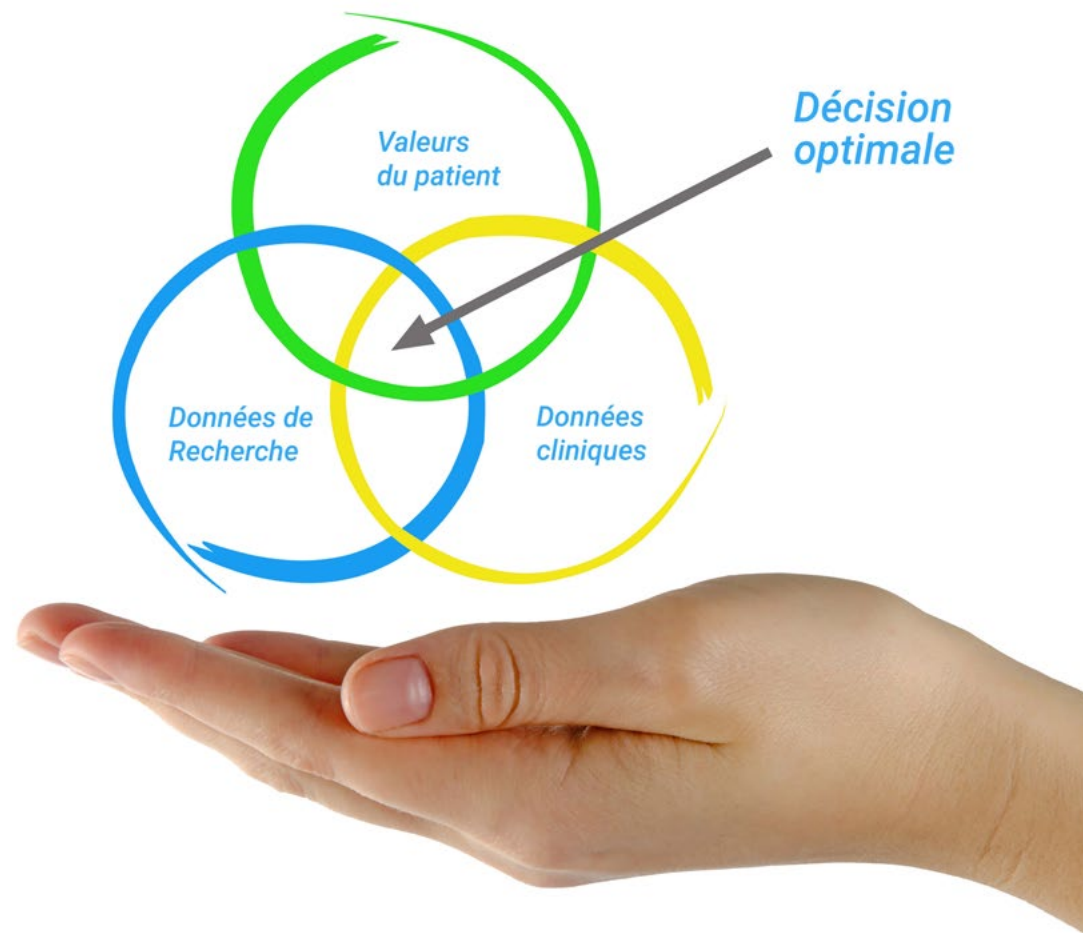 Valeurs
du patient
Décision
optimale
Données de
Recherche
Données
cliniques